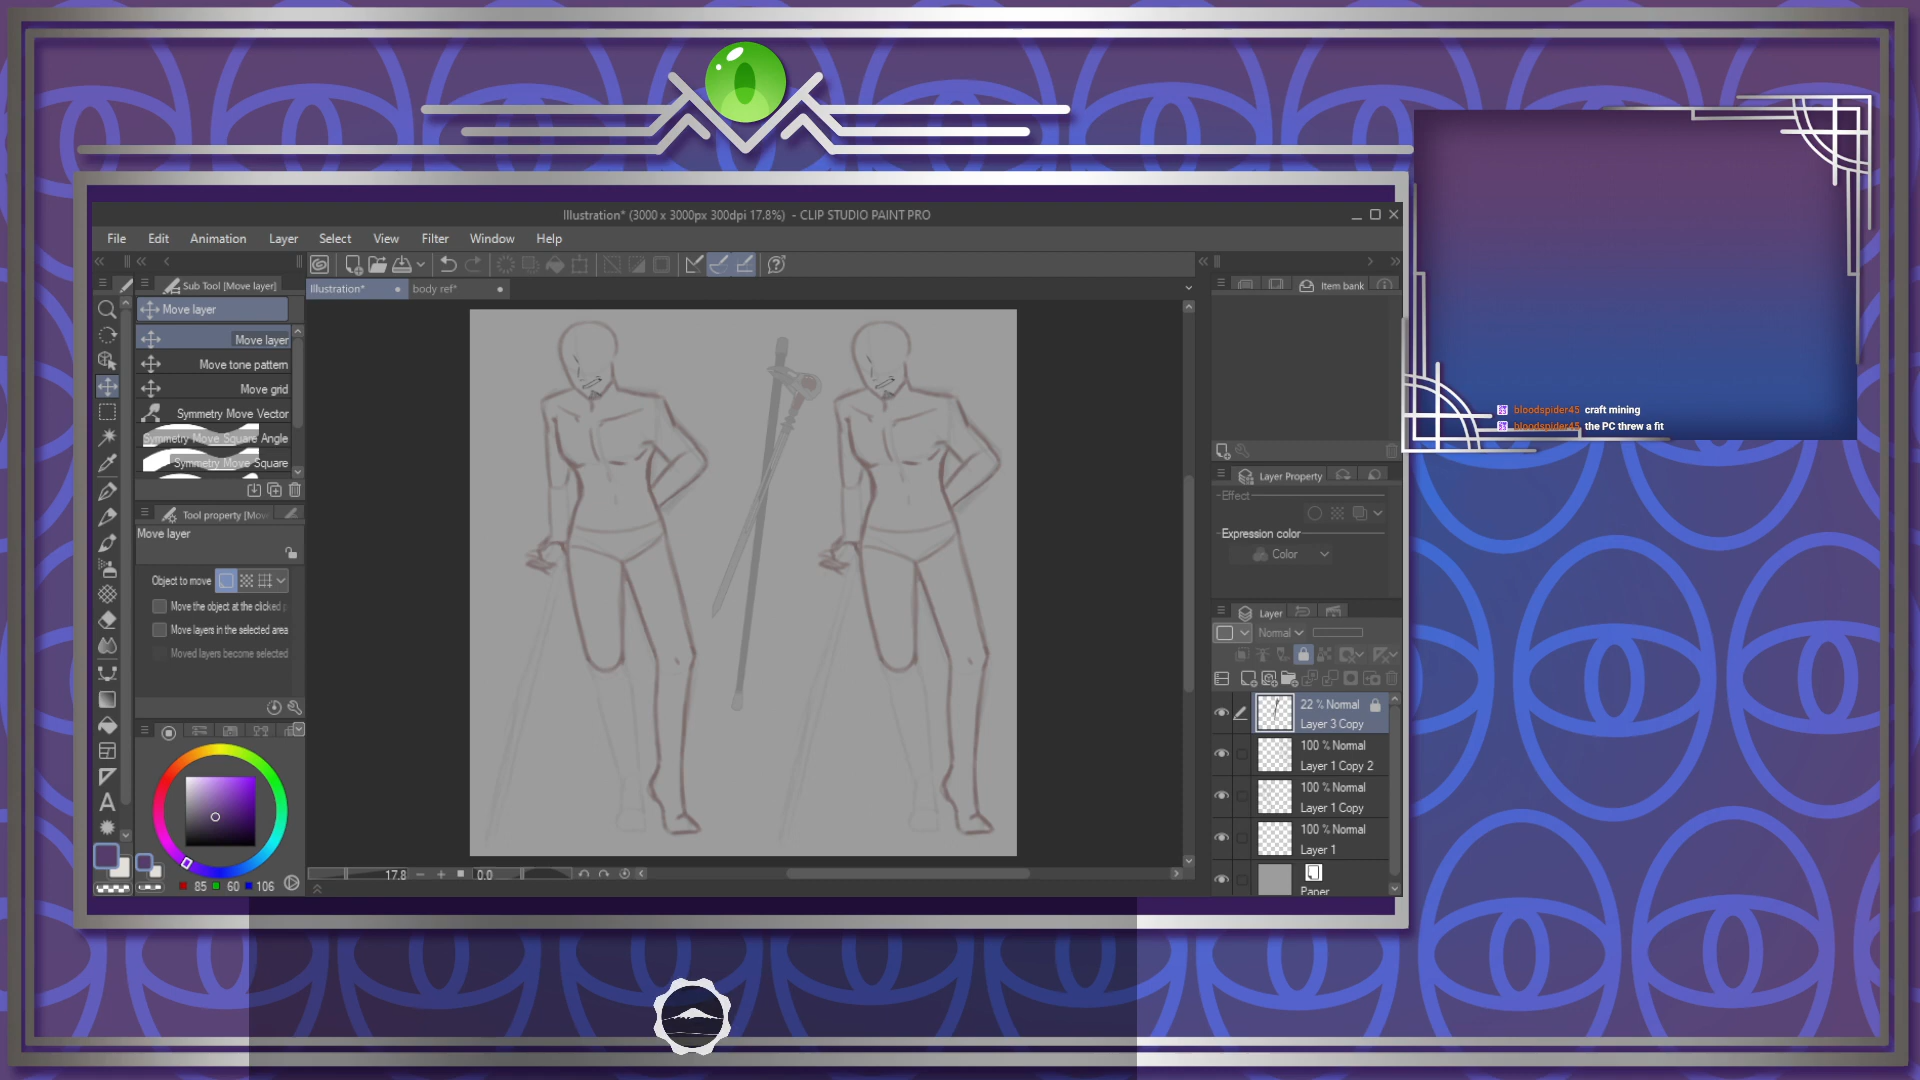 Illustration* (3000 x 3000px 300dpi 17.8%) - CLIP STUDIO PAINT PRO
File Edit Animation Layer Select View Filter Window Help
Sub Tool [Move layer]
Move layer
Move layer
Move tone pattern
Move grid
Symmetry Move Vector
Symmetry Move Square Angle
Symmetry Move Square
Tool property [Mov
Move layer
Object to move
Move the object at the clicked p
Move layers in the selected area
Moved layers become selected
85 60 106
Illustration* body ref*
17.8 0.0
Item bank
Layer Property
Effect
Expression color
Color
Layer
Normal
22 % Normal
Layer 3 Copy
100 % Normal
Layer 1 Copy 2
100 % Normal
Layer 1 Copy
100 % Normal
Layer 1
Paper
bloodspider45 craft mining
bloodspider45 the PC threw a fit